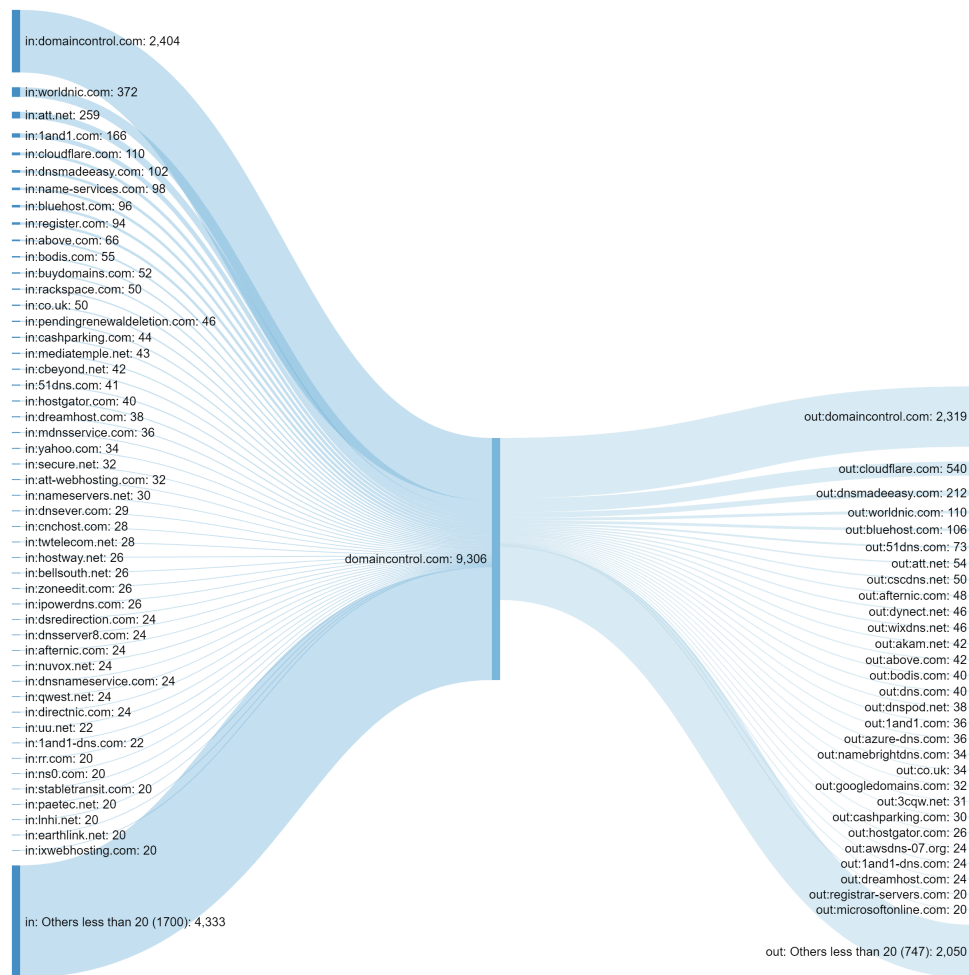 in:domaincontrol.com: 2,404
in:worldnic.com: 372
in:att.net: 259
in:1and1.com: 166
in:cloudflare.com: 110
in:dnsmadeeasy.com: 102
in:name-services.com: 98
in:bluehost.com: 96
in:register.com: 94
in:above.com: 66
in:bodis.com: 55
in:buydomains.com: 52
in:rackspace.com: 50
in:co.uk: 50
in:pendingrenewaldeletion.com: 46
in:cashparking.com: 44
in:mediatemple.net: 43
in:cbeyond.net: 42
in:51dns.com: 41
in:hostgator.com: 40
in:dreamhost.com: 38
in:mdnsservice.com: 36
in:yahoo.com: 34
in:secure.net: 32
in:att-webhosting.com: 32
in:nameservers.net: 30
in:dnsever.com: 29
in:cnchost.com: 28
in:twtelecom.net: 28
in:hostway.net: 26
in:bellsouth.net: 26
in:zoneedit.com: 26
in:ipowerdns.com: 26
in:dsredirection.com: 24
in:dnsserver8.com: 24
in:afternic.com: 24
in:nuvox.net: 24
in:dnsnameservice.com: 24
in:qwest.net: 24
in:directnic.com: 24
in:uu.net: 22
in:1and1-dns.com: 22
in:rr.com: 20
in:ns0.com: 20
in:stabletransit.com: 20
in:paetec.net: 20
in:lnhi.net: 20
in:earthlink.net: 20
in:ixwebhosting.com: 20
in: Others less than 20 (1700): 4,333
domaincontrol.com: 9,306
out:domaincontrol.com: 2,319
out:cloudflare.com: 540
out:dnsmadeeasy.com: 212
out:worldnic.com: 110
out:bluehost.com: 106
out:51dns.com: 73
out:att.net: 54
out:cscdns.net: 50
out:afternic.com: 48
out:dynect.net: 46
out:wixdns.net: 46
out:akam.net: 42
out:above.com: 42
out:bodis.com: 40
out:dns.com: 40
out:dnspod.net: 38
out:1and1.com: 36
out:azure-dns.com: 36
out:namebrightdns.com: 34
out:co.uk: 34
out:googledomains.com: 32
out:3cqw.net: 31
out:cashparking.com: 30
out:hostgator.com: 26
out:awsdns-07.org: 24
out:1and1-dns.com: 24
out:dreamhost.com: 24
out:registrar-servers.com: 20
out:microsoftonline.com: 20
out: Others less than 20 (747): 2,050